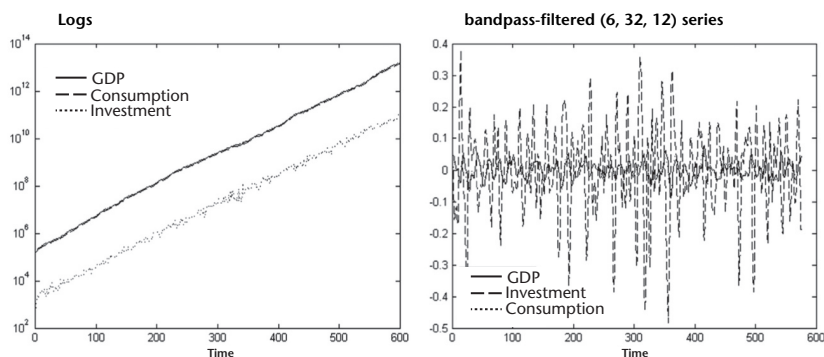 Logs
10^14
10^12
10^10
10^8
10^6
10^4
10^2
GDP
Consumption
Investment
0 100 200 300 400 500 600
Time
bandpass-filtered (6, 32, 12) series
0.4
0.3
0.2
0.1
0
-0.1
-0.2
-0.3
-0.4
-0.5
GDP
Investment
Consumption
0 100 200 300 400 500 600
Time